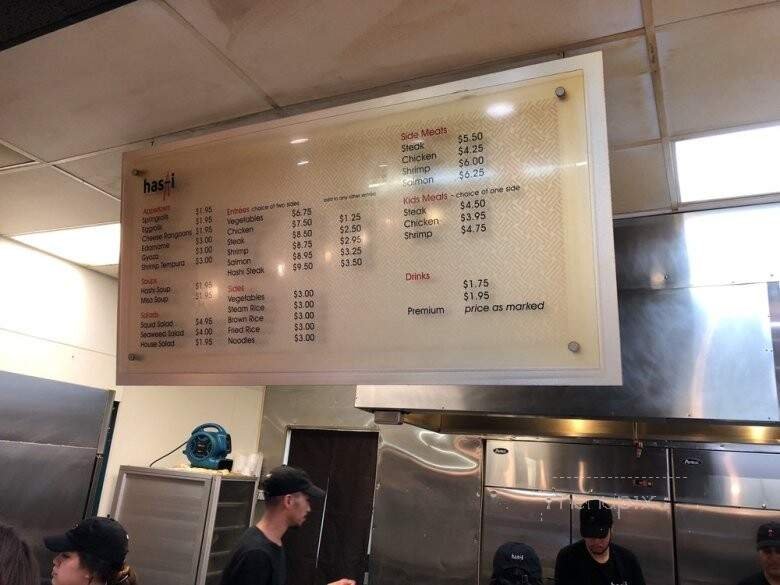 hashi
Appetizers
Springrolls $1.95
Eggrolls $1.95
Cheese Rangoons $1.95
Edamame $3.00
Gyoza $3.00
Shrimp Tempura $3.00
Soups
Hashi Soup $1.95
Miso Soup $1.95
Salads
Squid Salad $4.95
Seaweed Salad $4.00
House Salad $1.95
Entrées choice of two sides
add to any other entrée
Vegetables $6.75 $1.25
Chicken $7.50 $2.50
Steak $8.50 $2.95
Shrimp $8.75 $3.25
Salmon $8.95 $3.50
Hashi Steak $9.50
Sides
Vegetables $3.00
Steam Rice $3.00
Brown Rice $3.00
Fried Rice $3.00
Noodles $3.00
Side Meats
Steak $5.50
Chicken $4.25
Shrimp $6.00
Salmon $6.25
Kids Meals - choice of one side
Steak $4.50
Chicken $3.95
Shrimp $4.75
Drinks
$1.75
$1.95
Premium price as marked
menupix